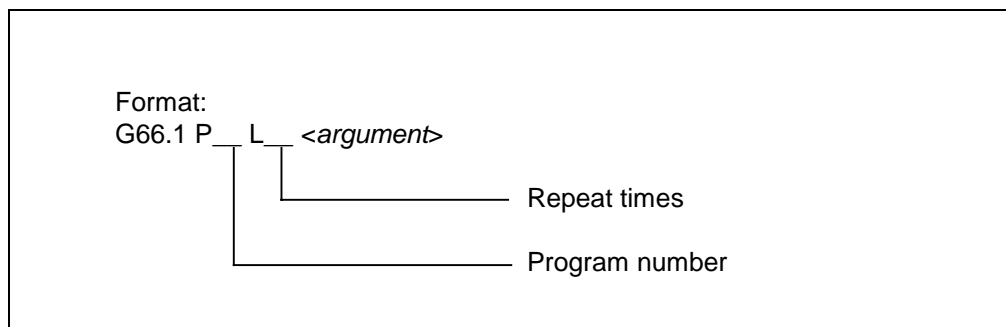 Format:
G66.1 P__ L__ <argument>
Repeat times
Program number